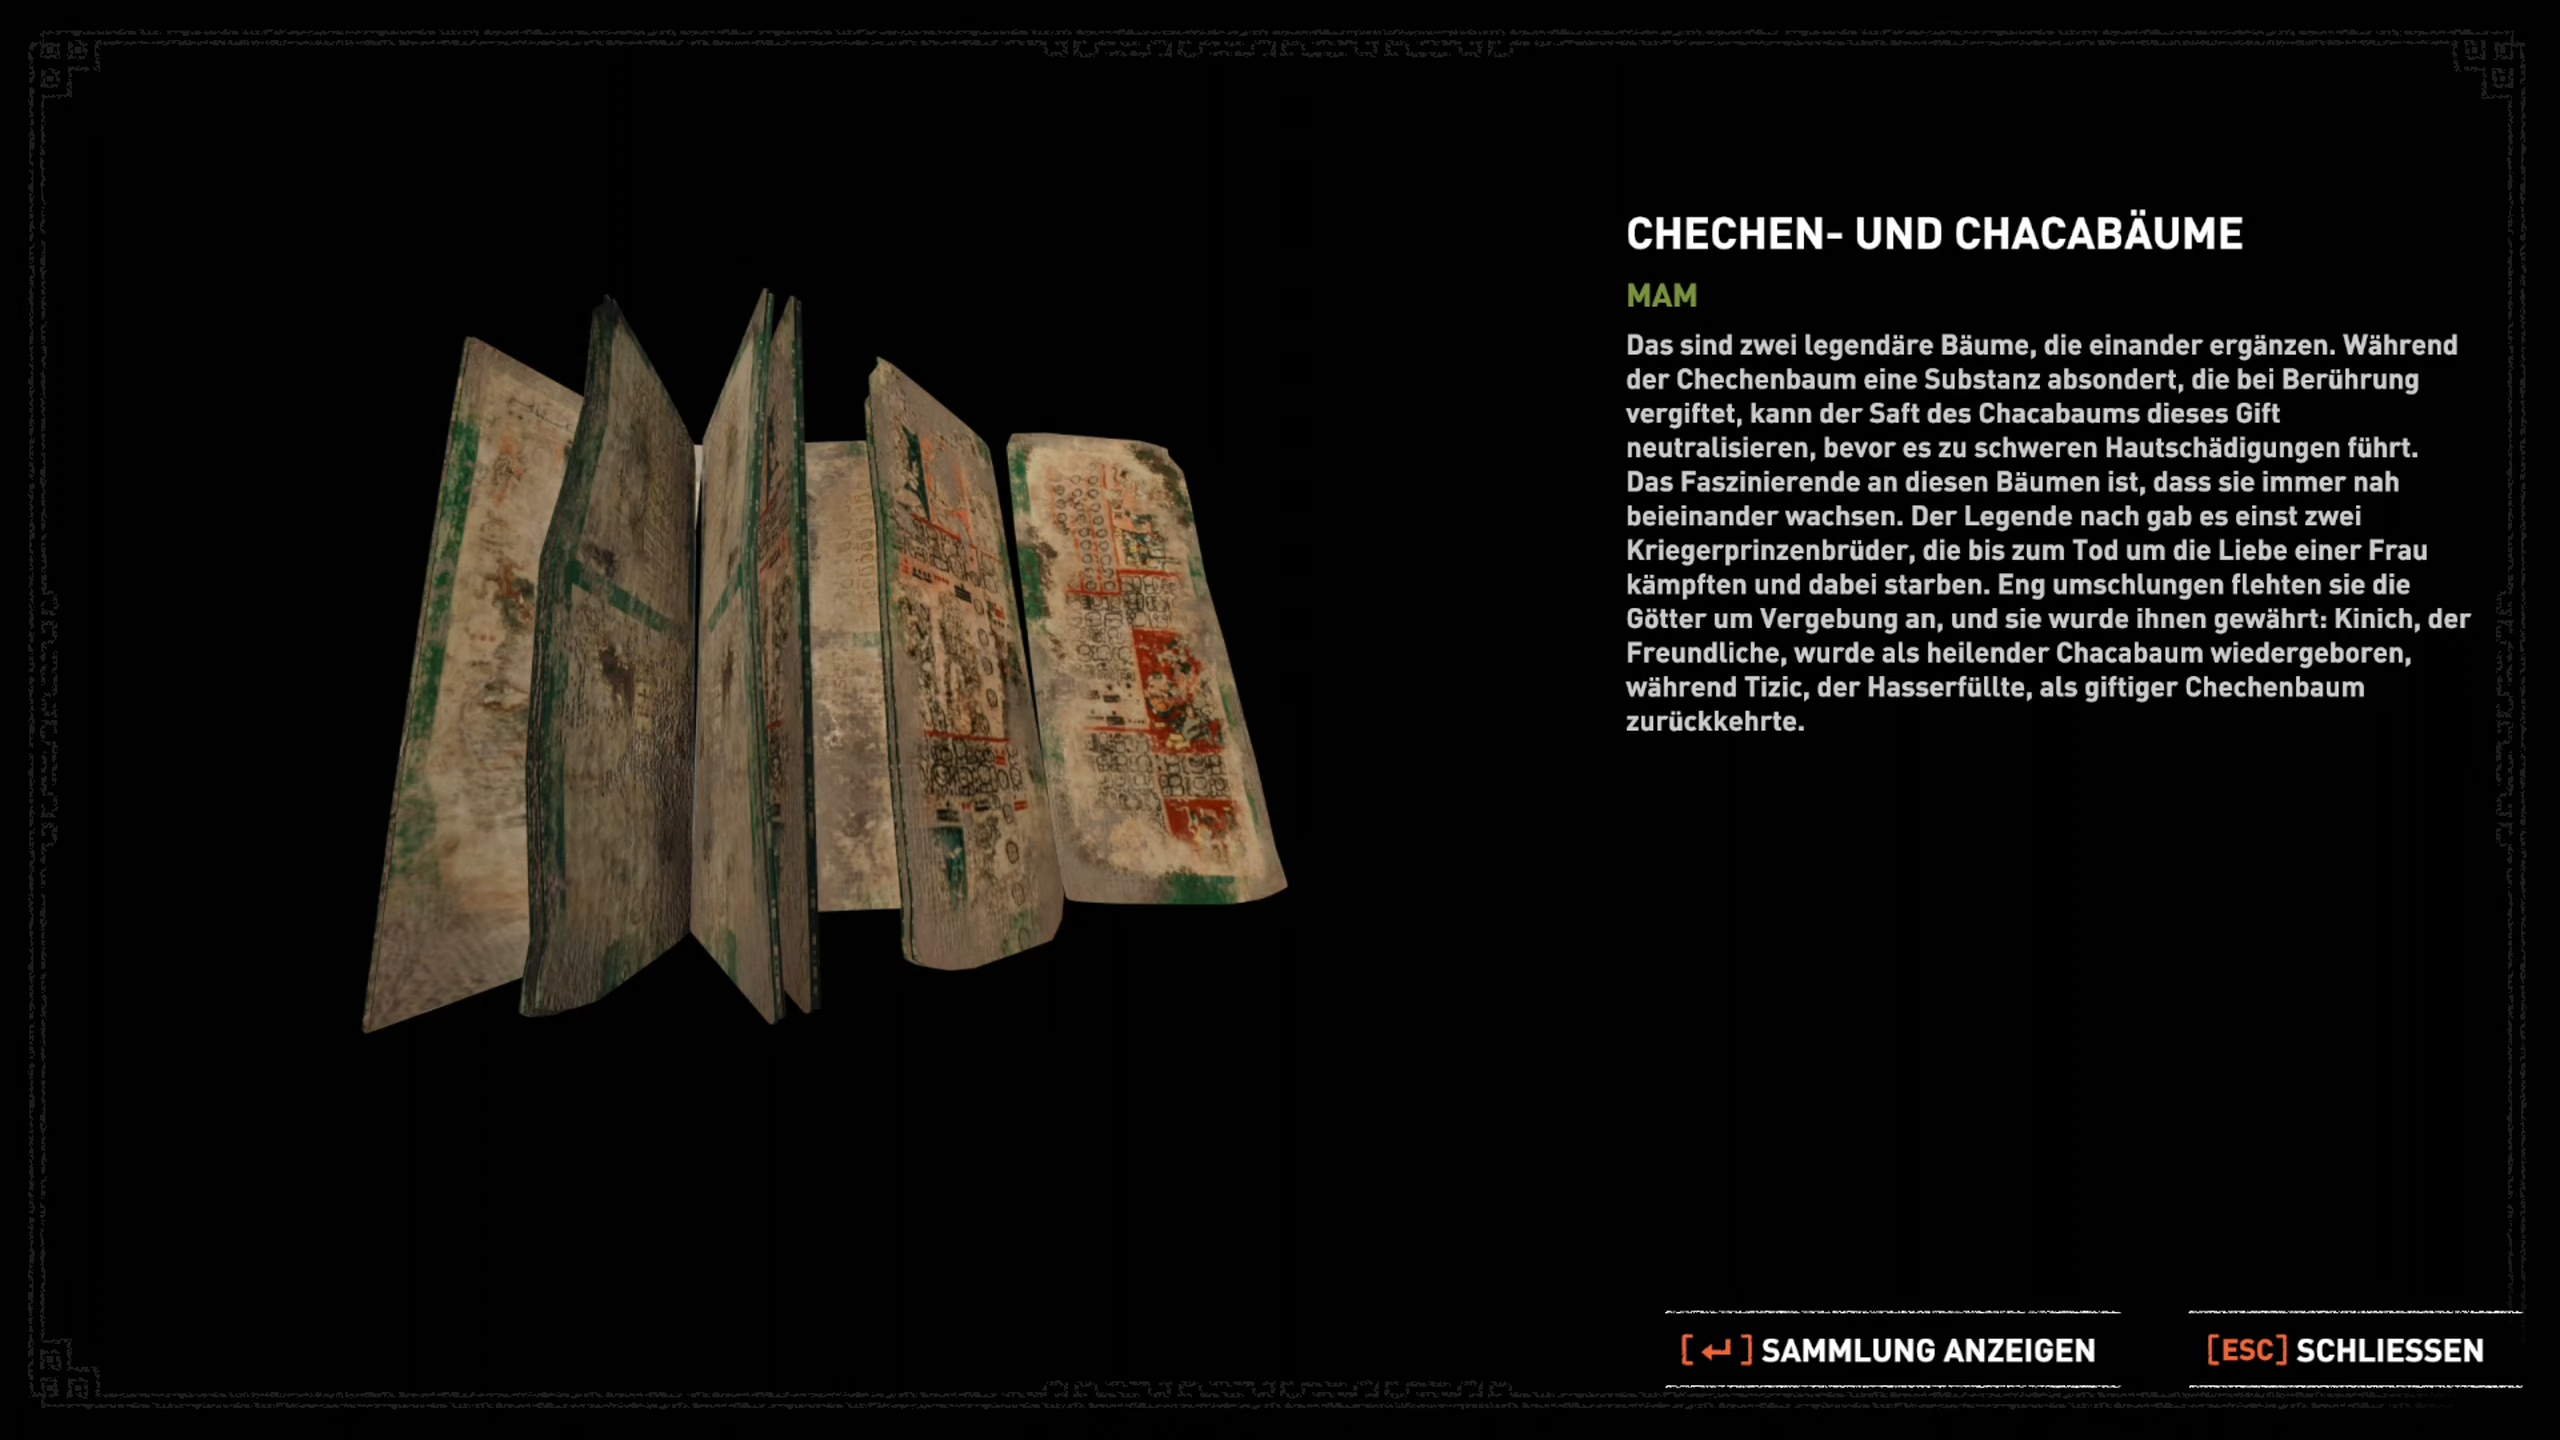 CHECHEN- UND CHACABÄUME
MAM
Das sind zwei legendäre Bäume, die einander ergänzen. Während
der Chechenbaum eine Substanz absondert, die bei Berührung
vergiftet, kann der Saft des Chacabaums dieses Gift
neutralisieren, bevor es zu schweren Hautschädigungen führt.
Das Faszinierende an diesen Bäumen ist, dass sie immer nah
beieinander wachsen. Der Legende nach gab es einst zwei
Kriegerprinzenbrüder, die bis zum Tod um die Liebe einer Frau
kämpften und dabei starben. Eng umschlungen flehten sie die
Götter um Vergebung an, und sie wurde ihnen gewährt: Kinich, der
Freundliche, wurde als heilender Chacabaum wiedergeboren,
während Tizic, der Hasserfüllte, als giftiger Chechenbaum
zurückkehrte.
[↵] SAMMLUNG ANZEIGEN
[ESC] SCHLIESSEN